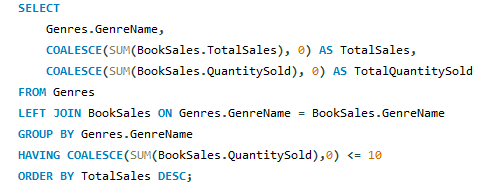 SELECT
Genres.GenreName,
COALESCE(SUM(BookSales.TotalSales), 0) AS TotalSales,
COALESCE(SUM(BookSales.QuantitySold), 0) AS TotalQuantitySold
FROM Genres
LEFT JOIN BookSales ON Genres.GenreName = BookSales.GenreName
GROUP BY Genres.GenreName
HAVING COALESCE(SUM(BookSales.QuantitySold),0) <= 10
ORDER BY TotalSales DESC;